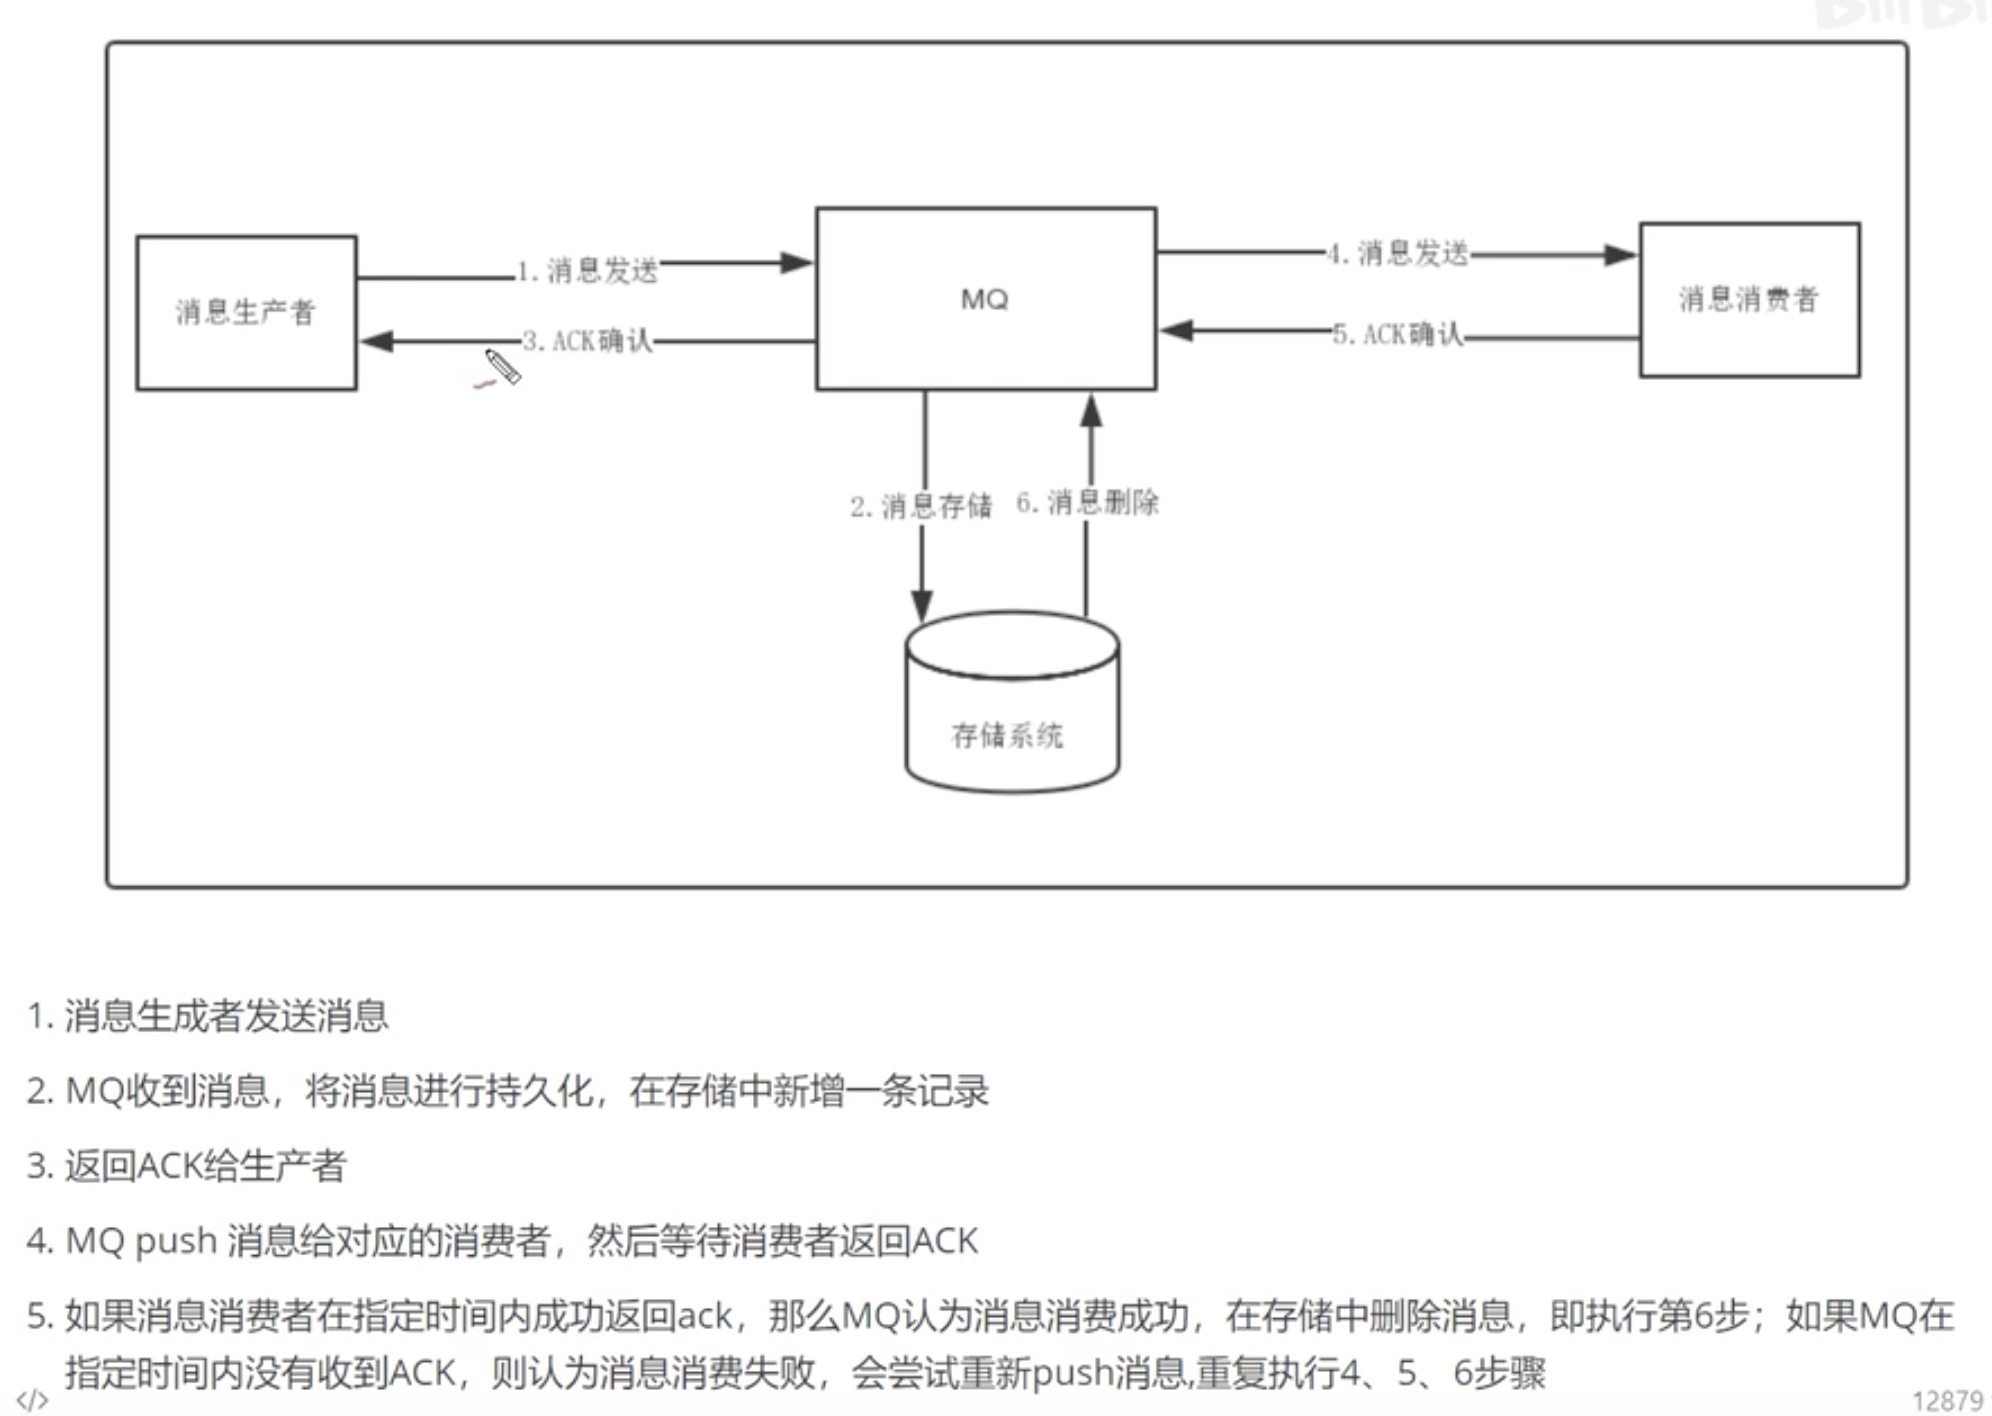 1.消息发送
4.消息发送
消息生产者
MQ
消息消费者
3.ACK确认
5.ACK确认
2.消息存储
6.消息删除
存储系统
1. 消息生成者发送消息
2. MQ收到消息，将消息进行持久化，在存储中新增一条记录
3. 返回ACK给生产者
4. MQ push 消息给对应的消费者，然后等待消费者返回ACK
5. 如果消息消费者在指定时间内成功返回ack，那么MQ认为消息消费成功，在存储中删除消息，即执行第6步；如果MQ在
指定时间内没有收到ACK，则认为消息消费失败，会尝试重新push消息,重复执行4、5、6步骤
</>
12879